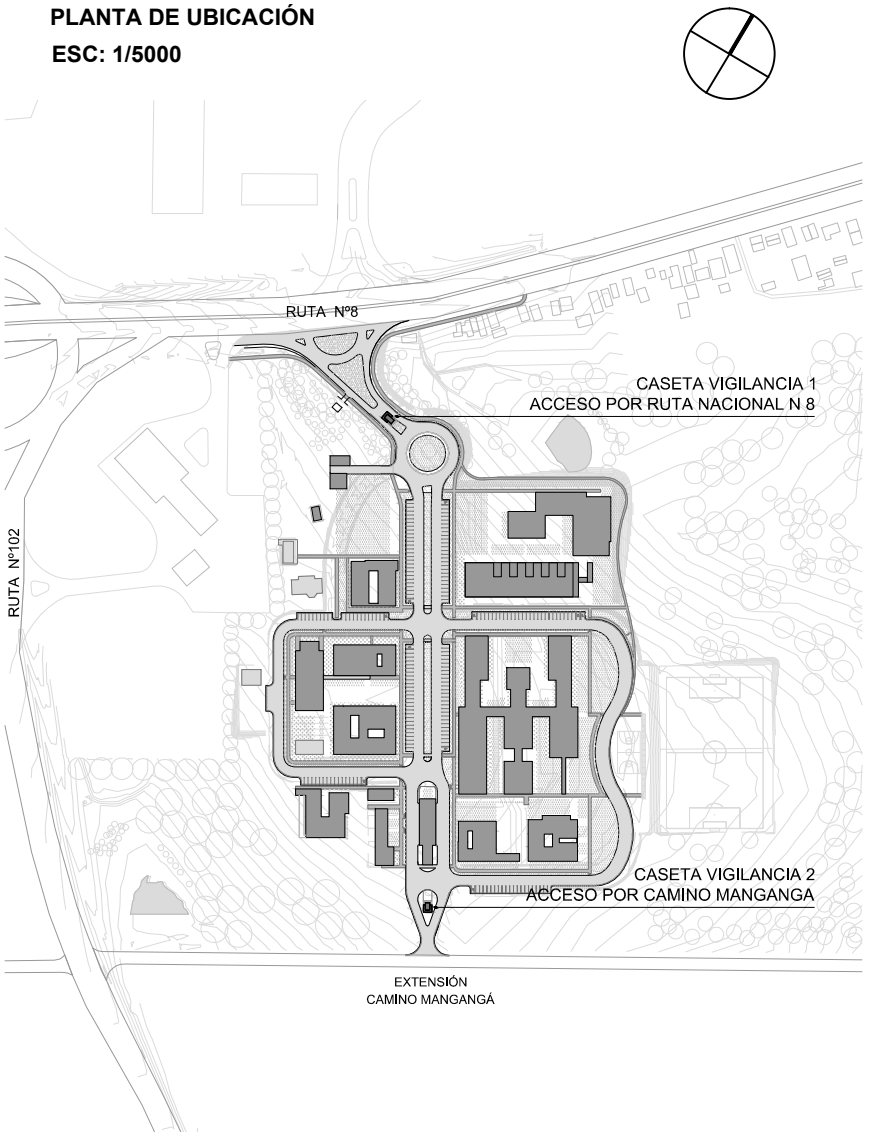 PLANTA DE UBICACIÓN
ESC: 1/5000
RUTA Nº8
CASETA VIGILANCIA 1
ACCESO POR RUTA NACIONAL N 8
RUTA Nº102
CASETA VIGILANCIA 2
ACCESO POR CAMINO MANGANGA
EXTENSIÓN
CAMINO MANGANGÁ